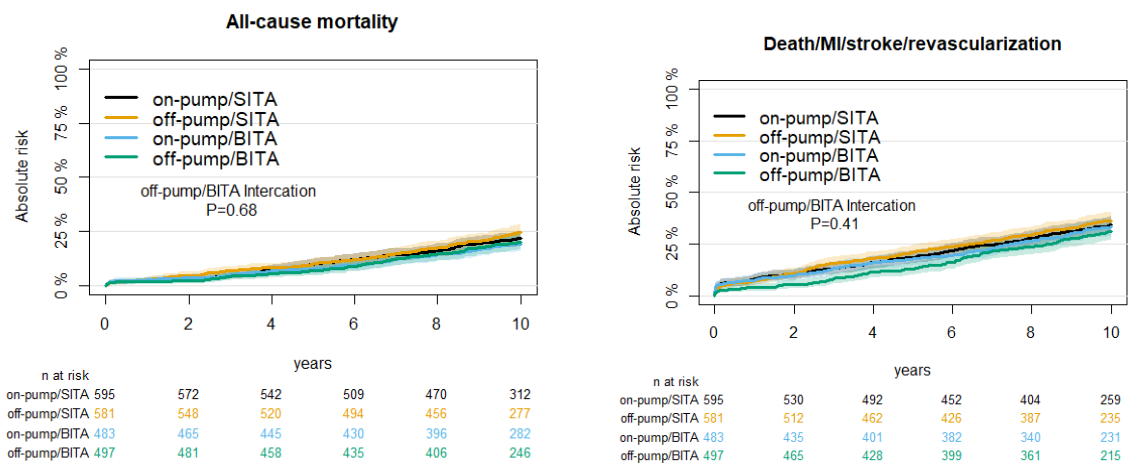 All-cause mortality
100 %
75 %
50 %
25 %
0 %
Absolute risk
on-pump/SITA
off-pump/SITA
on-pump/BITA
off-pump/BITA
off-pump/BITA Intercation
P=0.68
0 2 4 6 8 10
years
n at risk
on-pump/SITA 595 572 542 509 470 312
off-pump/SITA 581 548 520 494 456 277
on-pump/BITA 483 465 445 430 396 282
off-pump/BITA 497 481 458 435 406 246
Death/MI/stroke/revascularization
100 %
75 %
50 %
25 %
0 %
Absolute risk
on-pump/SITA
off-pump/SITA
on-pump/BITA
off-pump/BITA
off-pump/BITA Intercation
P=0.41
0 2 4 6 8 10
years
n at risk
on-pump/SITA 595 530 492 452 404 259
off-pump/SITA 581 512 462 426 387 235
on-pump/BITA 483 435 401 382 340 231
off-pump/BITA 497 465 428 399 361 215